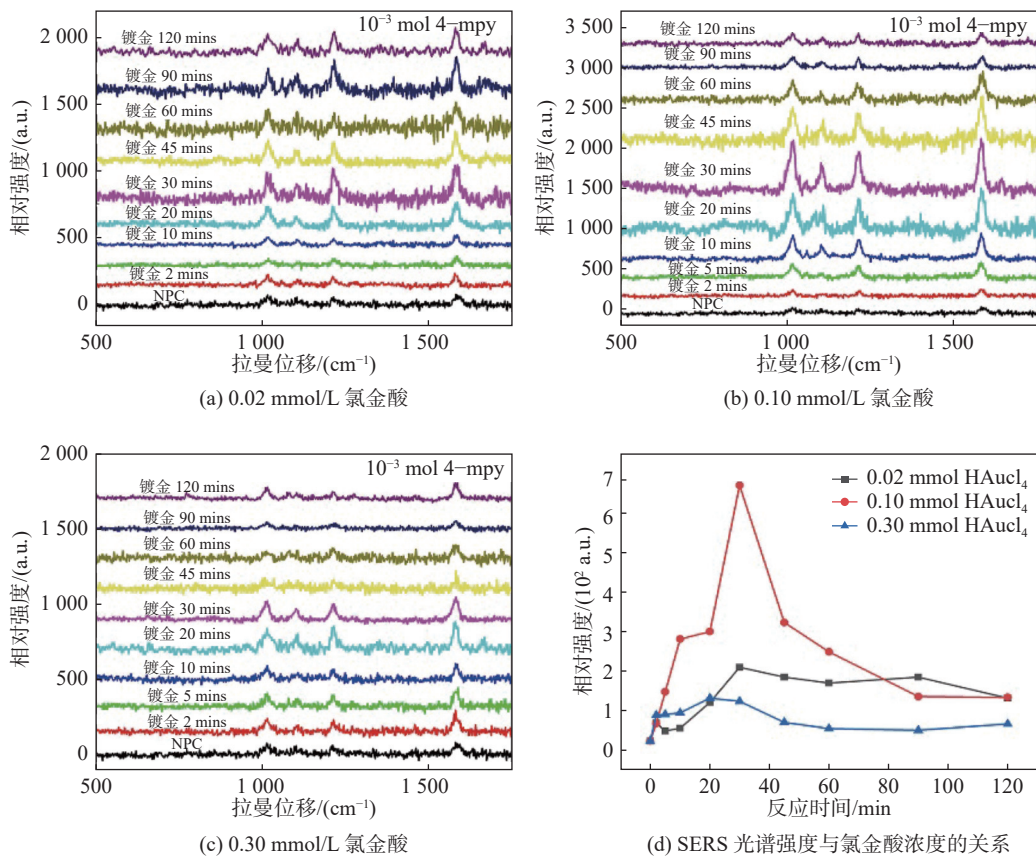 10⁻³ mol 4−mpy
2 000
1 500
1 000
500
0
相对强度/(a.u.)
镀金 120 mins
镀金 90 mins
镀金 60 mins
镀金 45 mins
镀金 30 mins
镀金 20 mins
镀金 10 mins
镀金 2 mins
NPC
500
1 000
1 500
拉曼位移/(cm⁻¹)
(a) 0.02 mmol/L 氯金酸
10⁻³ mol 4−mpy
3 500
3 000
2 500
2 000
1 500
1 000
500
0
相对强度/(a.u.)
镀金 120 mins
镀金 90 mins
镀金 60 mins
镀金 45 mins
镀金 30 mins
镀金 20 mins
镀金 10 mins
镀金 5 mins
镀金 2 mins
NPC
500
1 000
1 500
拉曼位移/(cm⁻¹)
(b) 0.10 mmol/L 氯金酸
10⁻³ mol 4−mpy
2 000
1 500
1 000
500
0
相对强度/(a.u.)
镀金 120 mins
镀金 90 mins
镀金 60 mins
镀金 45 mins
镀金 30 mins
镀金 20 mins
镀金 10 mins
镀金 5 mins
镀金 2 mins
NPC
500
1 000
1 500
拉曼位移/(cm⁻¹)
(c) 0.30 mmol/L 氯金酸
0.02 mmol HAucl₄
0.10 mmol HAucl₄
0.30 mmol HAucl₄
7
6
5
4
3
2
1
0
相对强度/(10² a.u.)
0
20
40
60
80
100
120
反应时间/min
(d) SERS 光谱强度与氯金酸浓度的关系